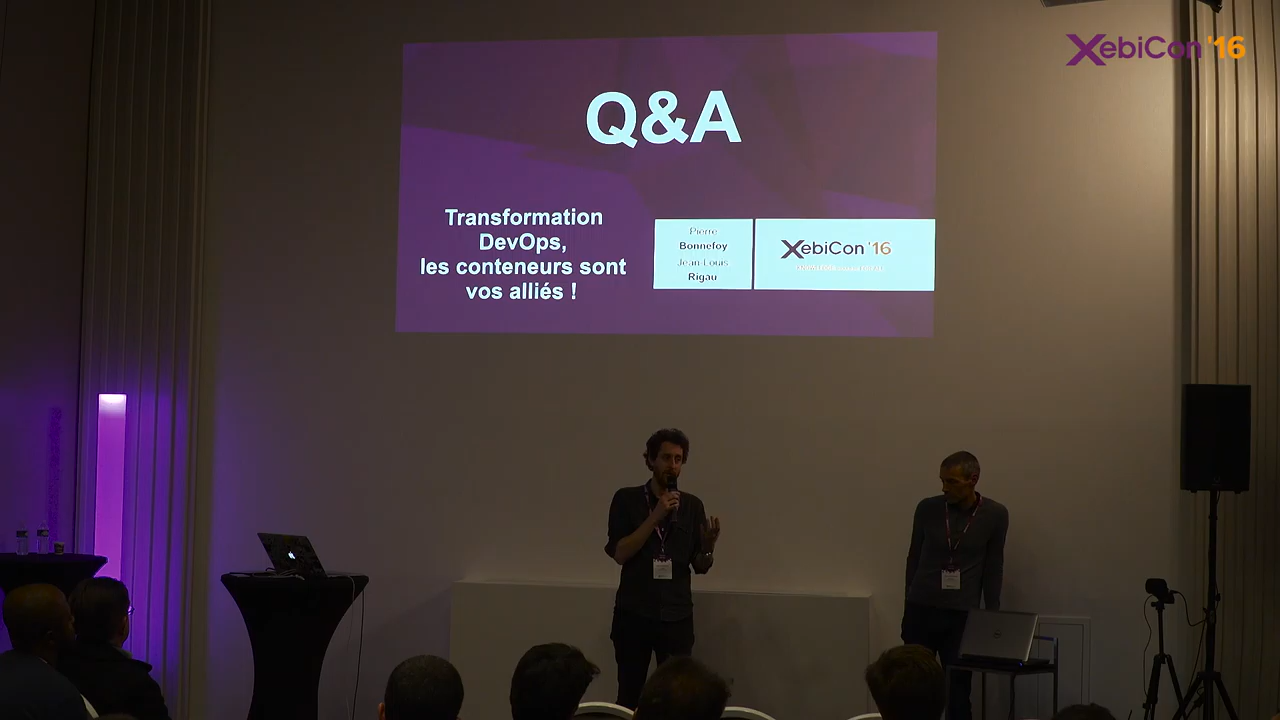 XebiCon '16
Q&A
Transformation
DevOps,
les conteneurs sont
vos alliés !
Pierre
Bonnefoy
Jean-Louis
Rigau
XebiCon '16